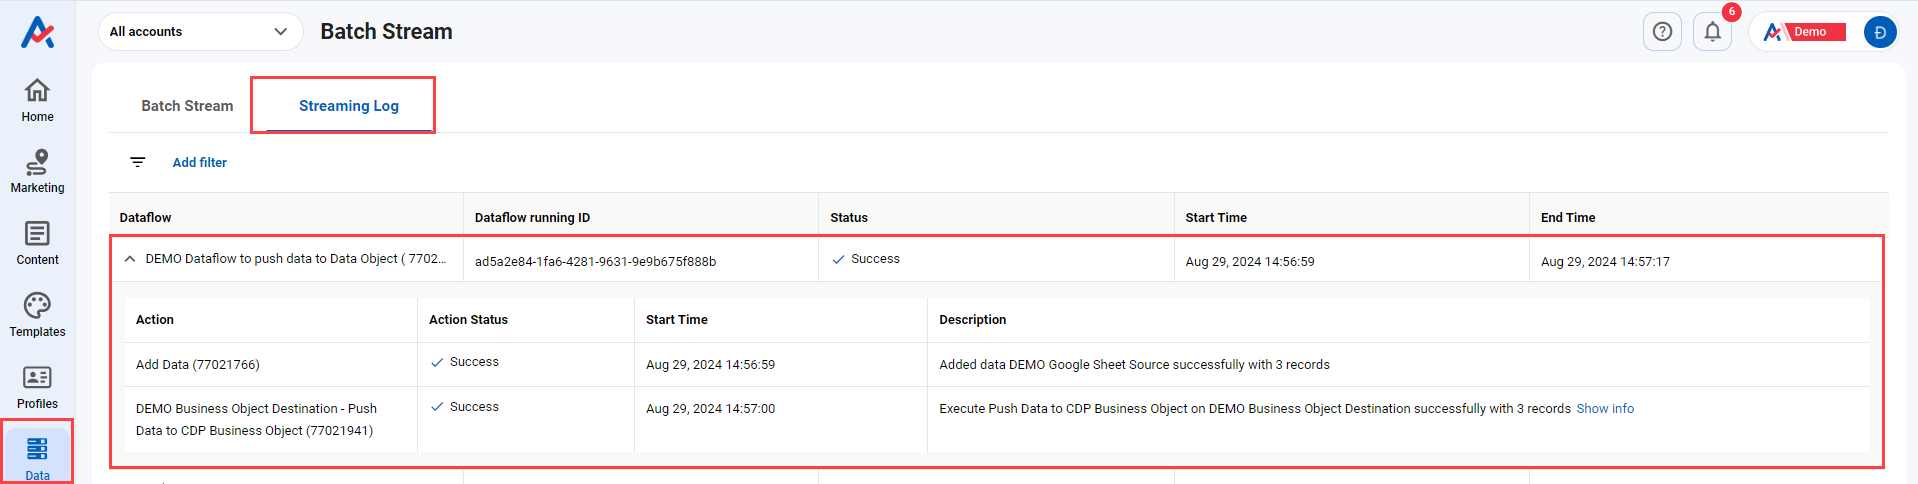 All accounts
Batch Stream
6
Demo
Đ
Home
Marketing
Content
Templates
Profiles
Data
Batch Stream
Streaming Log
Add filter
Dataflow
Dataflow running ID
Status
Start Time
End Time
DEMO Dataflow to push data to Data Object ( 7702...
ad5a2e84-1fa6-4281-9631-9e9b675f888b
Success
Aug 29, 2024 14:56:59
Aug 29, 2024 14:57:17
Action
Action Status
Start Time
Description
Add Data (77021766)
Success
Aug 29, 2024 14:56:59
Added data DEMO Google Sheet Source successfully with 3 records
DEMO Business Object Destination - Push
Data to CDP Business Object (77021941)
Success
Aug 29, 2024 14:57:00
Execute Push Data to CDP Business Object on DEMO Business Object Destination successfully with 3 records Show info